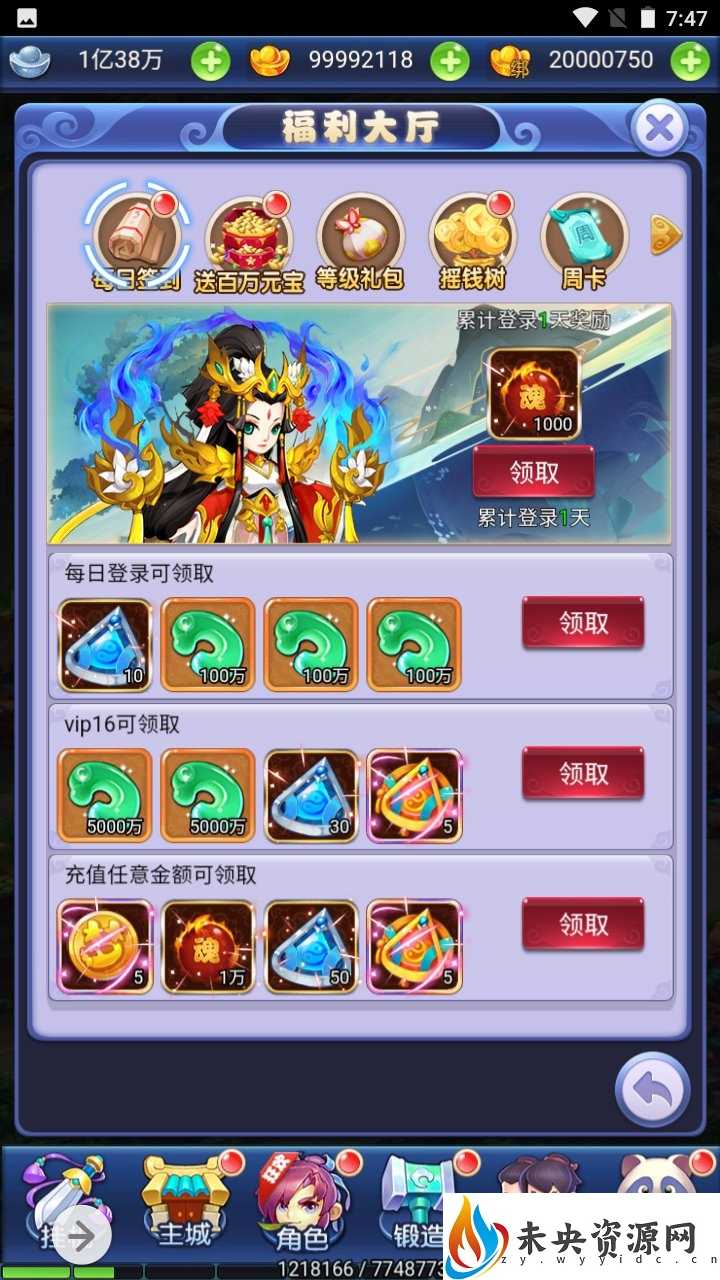 7:47
1亿38万 99992118 绑 20000750
福利大厅
每日签到 送百万元宝 等级礼包 摇钱树 周 周卡
累计登录1天奖励
魂
1000
领取
累计登录1天
每日登录可领取
10 100万 100万 100万 领取
vip16可领取
5000万 5000万 30 5 领取
充值任意金额可领取
魂
5 1万 50 5 领取
狂欢
主城 角色 锻造
1218166 / 7748773
未央资源网
zy.wyyidc.cn